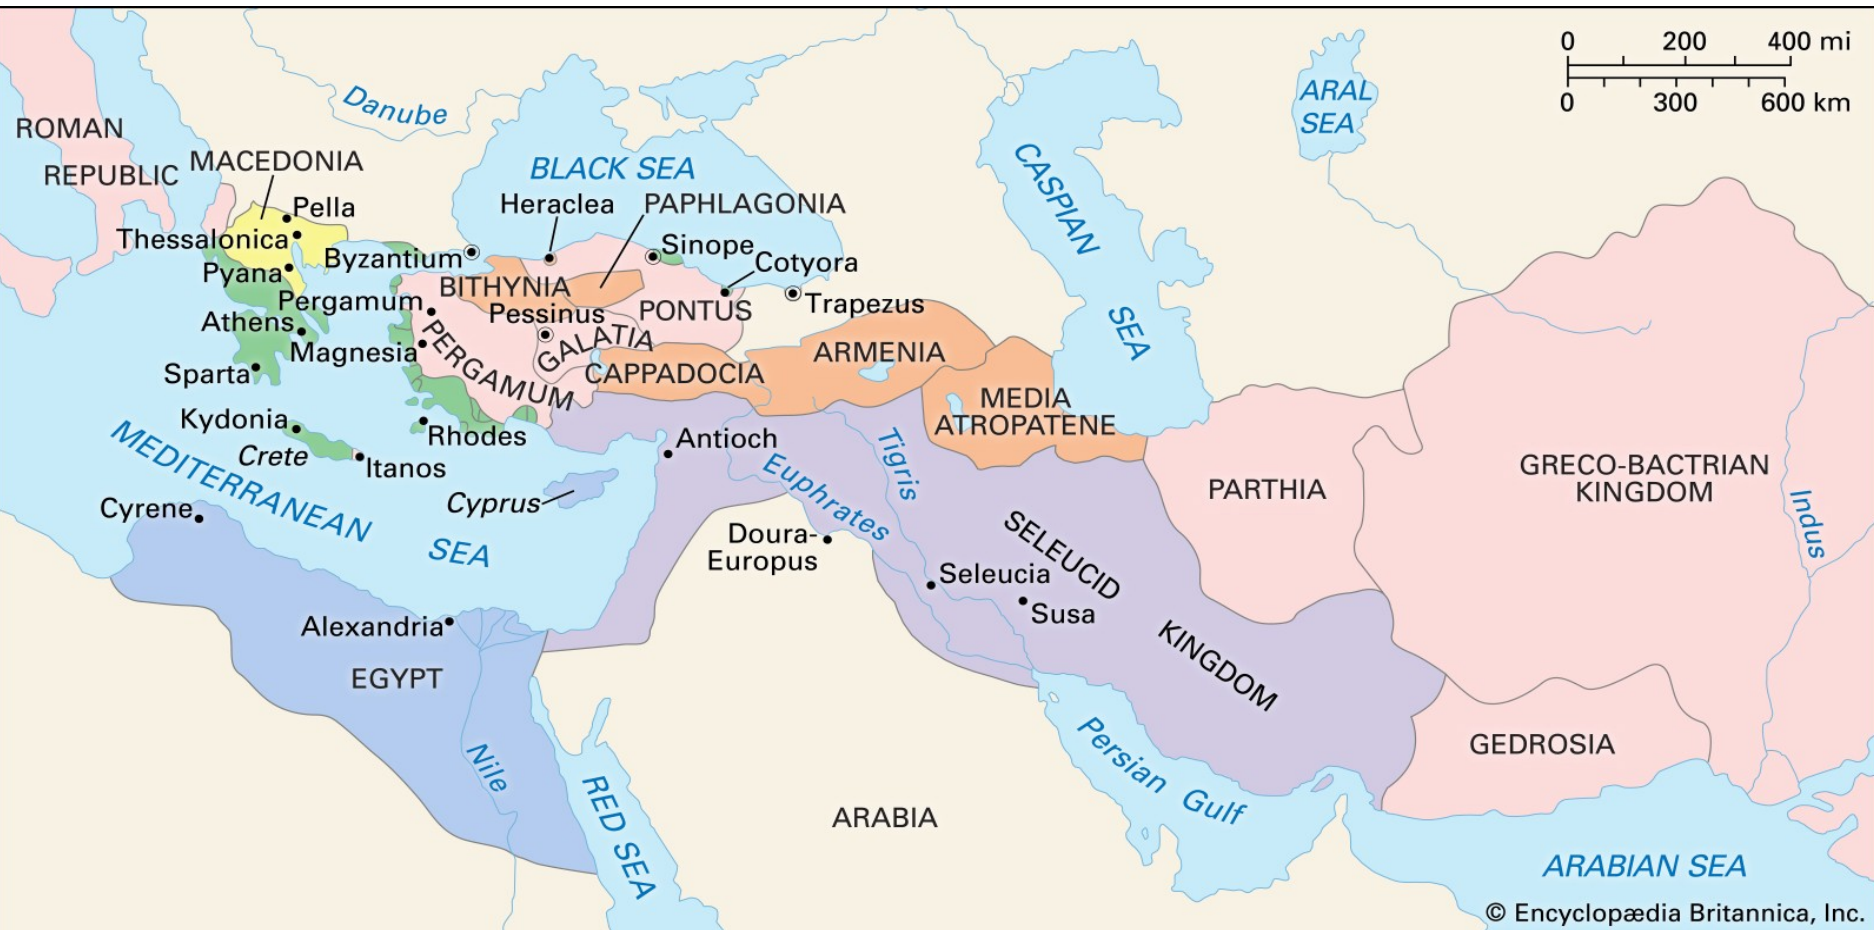 0 200 400 mi
0 300 600 km
ROMAN
REPUBLIC
MACEDONIA
Danube
BLACK SEA
CASPIAN
SEA
ARAL
SEA
Pella
Thessalonica
Pyana
Byzantium
Heraclea
PAPHLAGONIA
Sinope
Cotyora
Trapezus
BITHYNIA
PONTUS
Pessinus
GALATIA
Pergamum
PERGAMUM
Athens
Magnesia
Sparta
CAPPADOCIA
ARMENIA
MEDIA
ATROPATENE
Kydonia
Crete
Itanos
Rhodes
MEDITERRANEAN
SEA
Cyprus
Antioch
Tigris
Euphrates
Doura-
Europus
Seleucia
Susa
SELEUCID
KINGDOM
PARTHIA
GRECO-BACTRIAN
KINGDOM
Indus
Cyrene
Alexandria
EGYPT
Nile
RED SEA
ARABIA
Persian Gulf
GEDROSIA
ARABIAN SEA
© Encyclopædia Britannica, Inc.